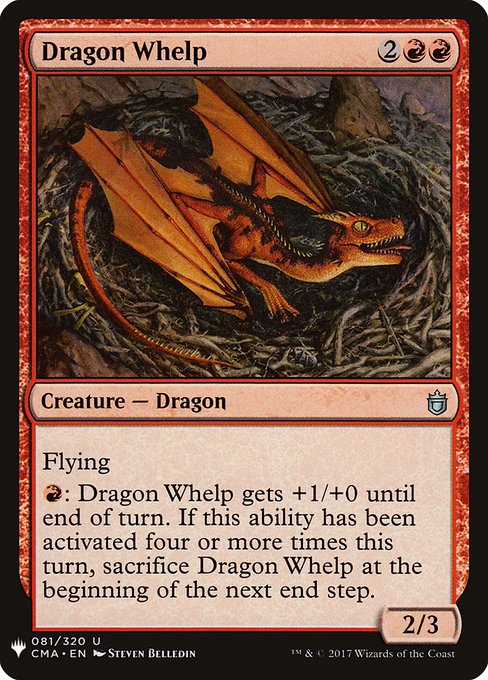 Dragon Whelp 2
Creature — Dragon
Flying
: Dragon Whelp gets +1/+0 until
end of turn. If this ability has been
activated four or more times this
turn, sacrifice Dragon Whelp at the
beginning of the next end step.
2/3
081/320 U
CMA • EN Steven Belledin
™ & © 2017 Wizards of the Coast